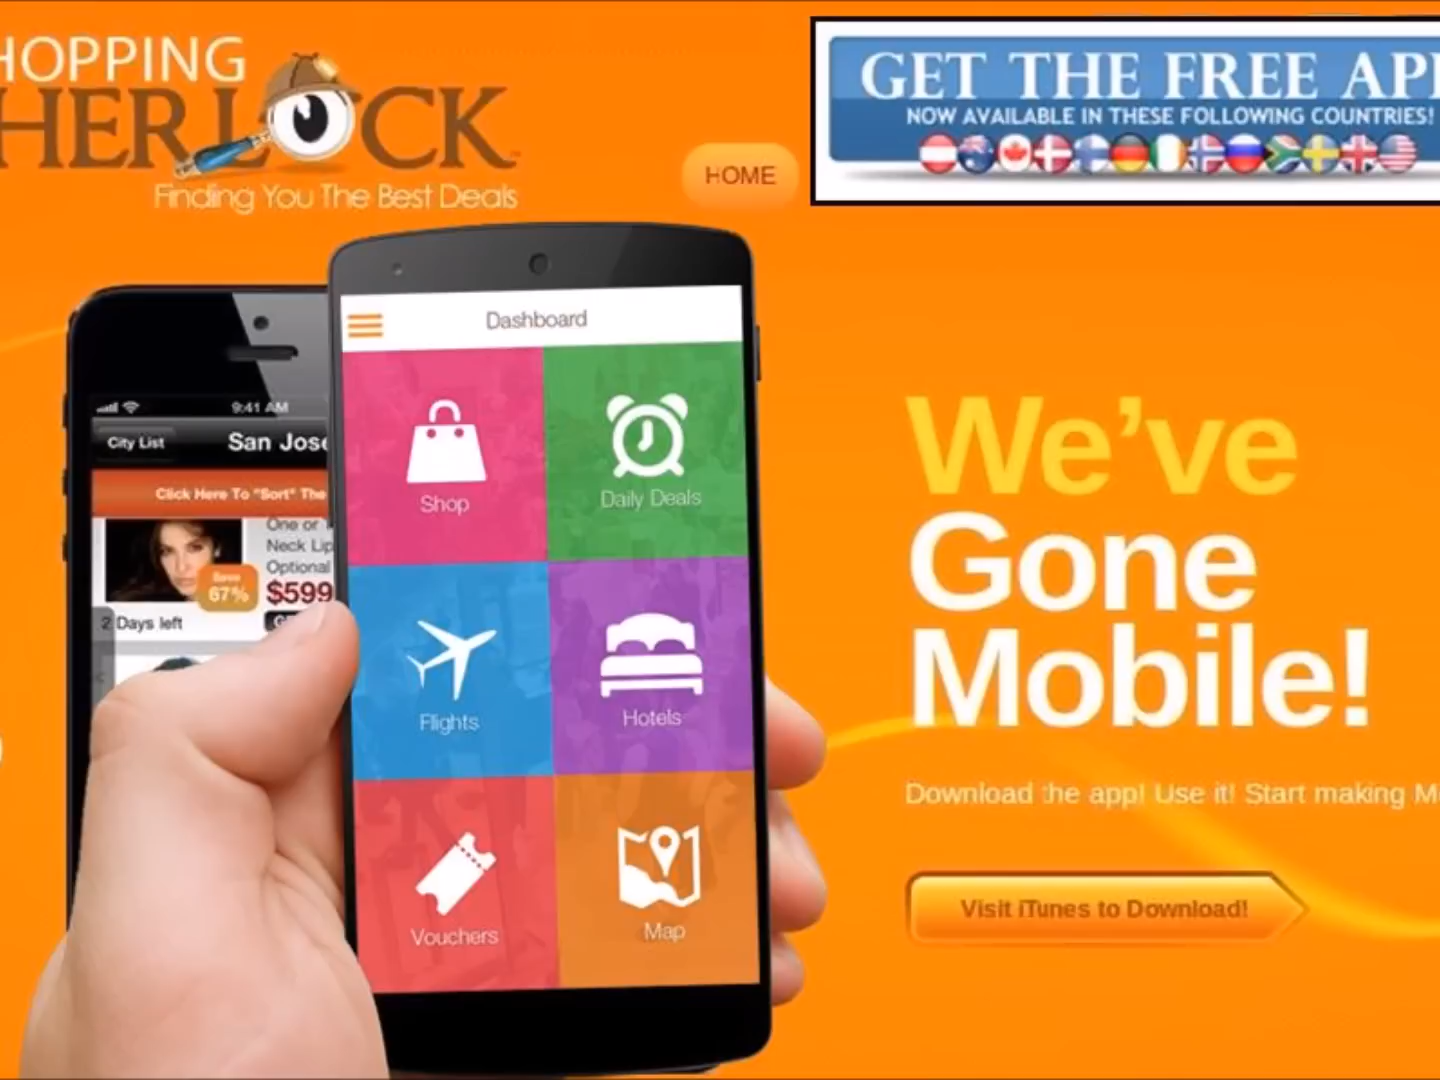 HOPPING
HERLOCK
Finding You The Best Deals
HOME
GET THE FREE AP
NOW AVAILABLE IN THESE FOLLOWING COUNTRIES!
Dashboard
Shop
Daily Deals
Flights
Hotels
Vouchers
Map
9:41 AM
City List
San Jose
Click Here To "Sort" The
One or
Neck Lip
Optional
Save
67%
$599
2 Days left
We've
Gone
Mobile!
Download the app! Use it! Start making M
Visit iTunes to Download!